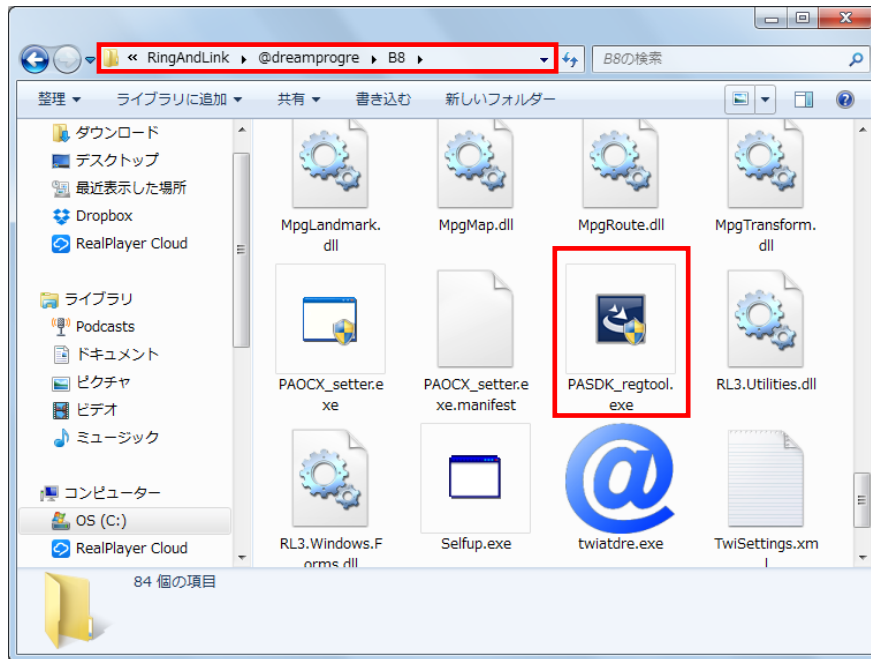 « RingAndLink ▸ @dreamprogre ▸ B8 ▸
B8の検索
整理 ▼ ライブラリに追加 ▼ 共有 ▼ 書き込む 新しいフォルダー
ダウンロード
デスクトップ
最近表示した場所
Dropbox
RealPlayer Cloud
ライブラリ
Podcasts
ドキュメント
ピクチャ
ビデオ
ミュージック
コンピューター
OS (C:)
RealPlayer Cloud
MpgLandmark.
dll
MpgMap.dll
MpgRoute.dll
MpgTransform.
dll
PAOCX_setter.e
xe
PAOCX_setter.e
xe.manifest
PASDK_regtool.
exe
RL3.Utilities.dll
RL3.Windows.F
orms.dll
Selfup.exe
twiatdre.exe
TwiSettings.xm
l
84 個の項目